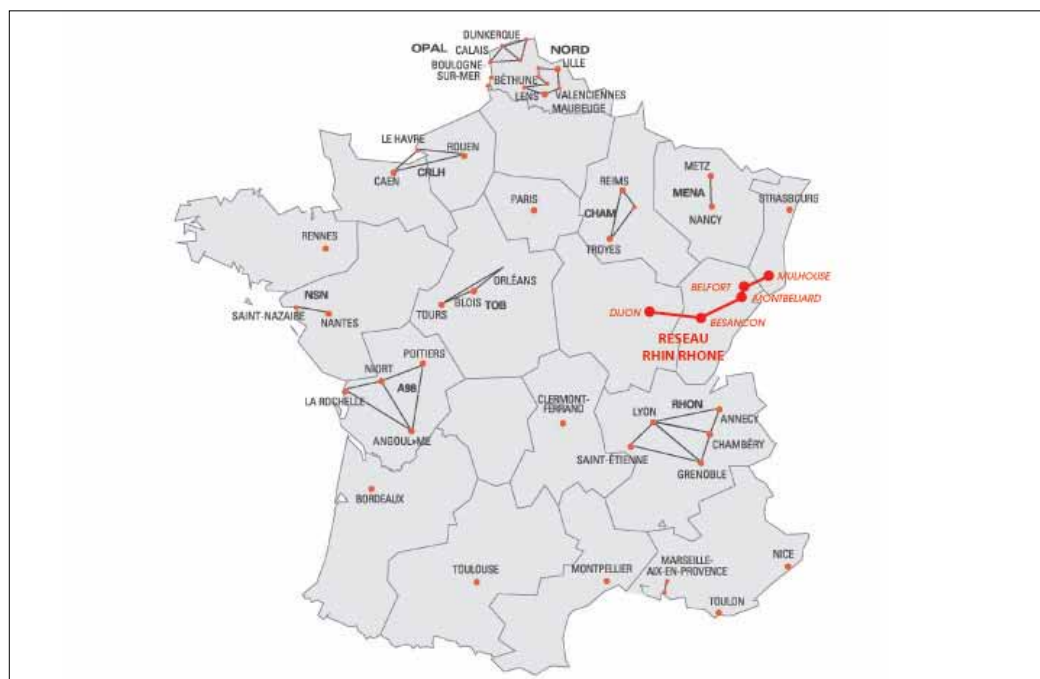 DUNKERQUE
OPAL
CALAIS
NORD
LILLE
BOULOGNE
SUR-MER
BÉTHUNE
LENS
VALENCIENNES
MAUBEUGE
LE HAVRE
ROUEN
CAEN
CRLH
METZ
REIMS
MENA
STRASBOURG
PARIS
CHAM
NANCY
TROYES
RENNES
MULHOUSE
ORLÉANS
BELFORT
NSN
BLOIS
MONTBELIARD
SAINT-NAZAIRE
TOURS
TOB
DIJON
NANTES
BESANCON
RESEAU
RHIN RHONE
POITIERS
NIORT
A98
LA ROCHELLE
CLERMONT-
FERRAND
RHON
LYON
ANNECY
ANGOUL»ME
CHAMBÉRY
SAINT-ÉTIENNE
GRENOBLE
BORDEAUX
MARSEILLE-
AIX-EN-PROVENCE
NICE
TOULOUSE
MONTPELLIER
TOULON